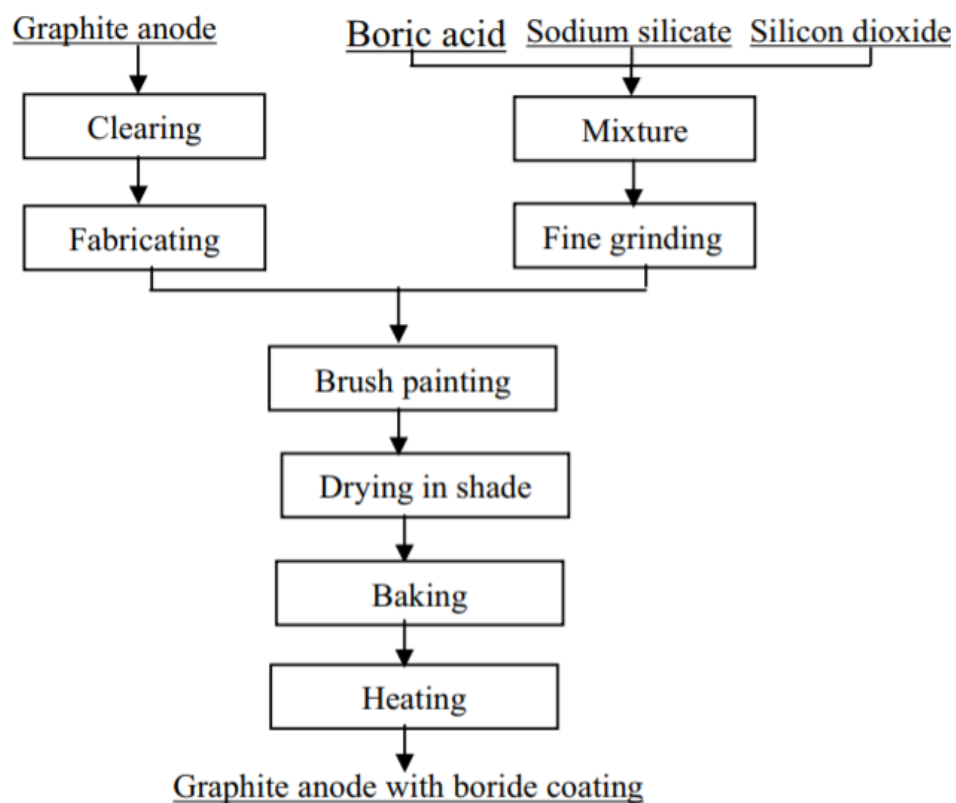 Graphite anode
Boric acid Sodium silicate Silicon dioxide
Clearing
Mixture
Fabricating
Fine grinding
Brush painting
Drying in shade
Baking
Heating
Graphite anode with boride coating